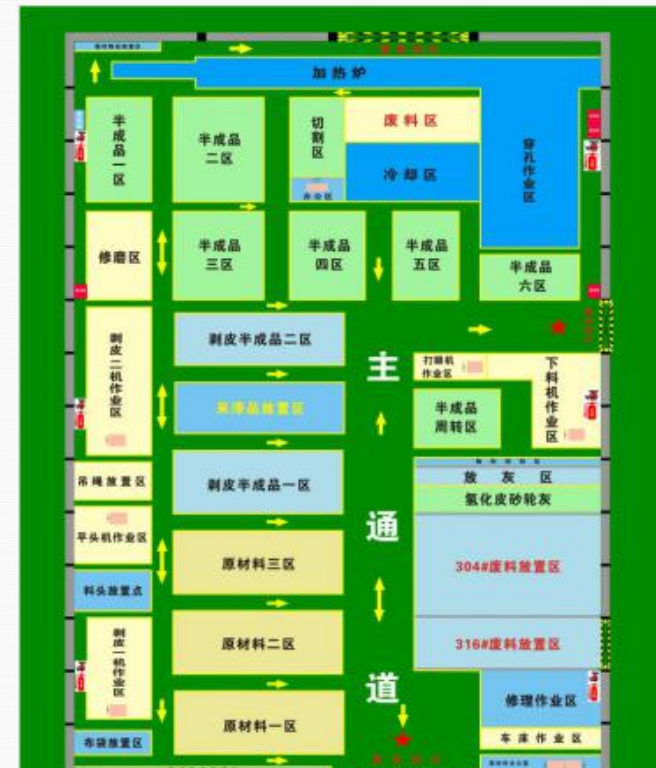 加热炉
半成品一区
半成品
二区
切割区
废料区
冷却区
穿孔作业区
办公区
修磨区
半成品
三区
半成品
四区
半成品
五区
半成品
六区
剥皮二机作业区
剥皮半成品二区
主
打眼机
作业区
下料机作业区
半成品
周转区
剥皮半成品一区
吊绳放置区
放灰区
氢化皮砂轮灰
平头机作业区
原材料三区
通
304#废料放置区
料头放置点
原材料二区
316#废料放置区
剥皮一机作业区
道
修理作业区
原材料一区
布袋放置区
车床作业区